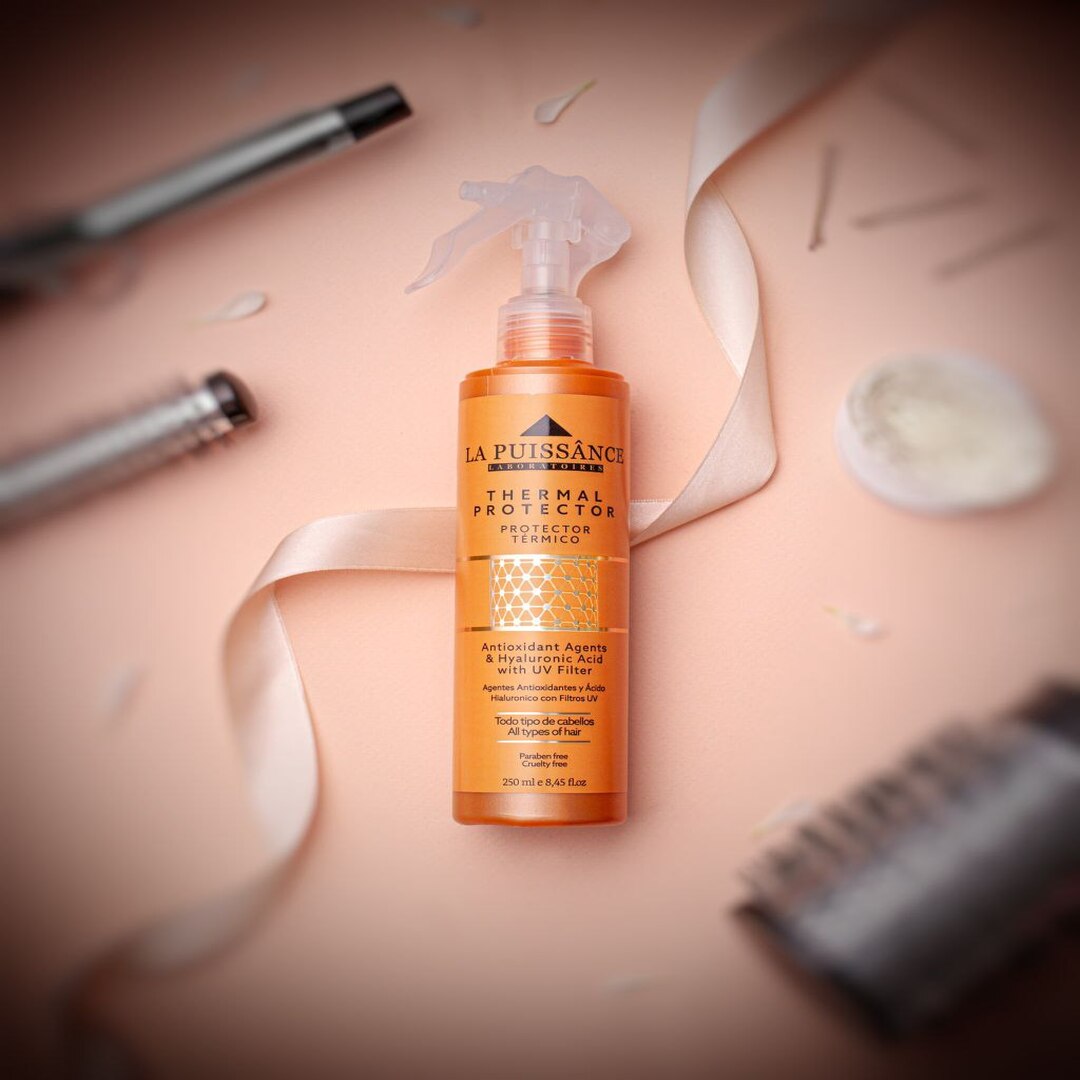 LA PUISSÂNCE
LABORATOIRES
THERMAL
PROTECTOR
PROTECTOR
TÉRMICO
Antioxidant Agents
& Hyaluronic Acid
with UV Filter
Agentes Antioxidantes y Ácido
Hialuronico con Filtros UV
Todo tipo de cabellos
All types of hair
Paraben free
Cruelty free
250 ml e 8,45 fl.oz